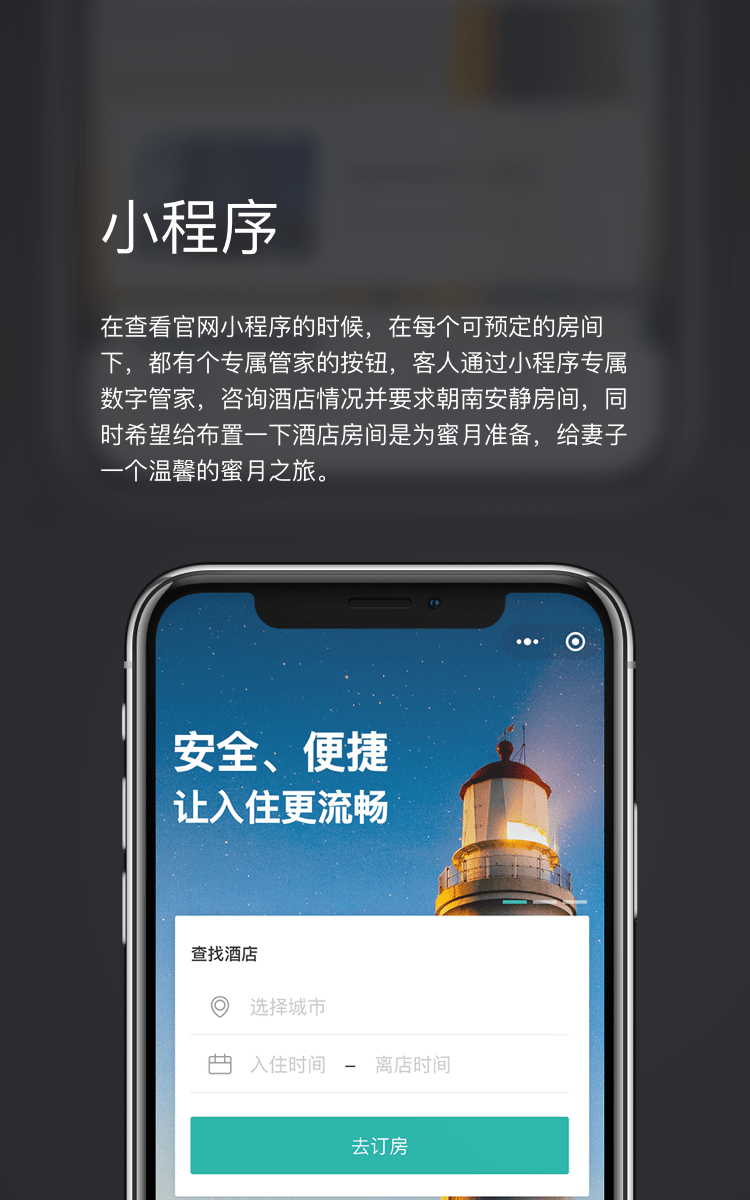 小程序
在查看官网小程序的时候，在每个可预定的房间
下，都有个专属管家的按钮，客人通过小程序专属
数字管家，咨询酒店情况并要求朝南安静房间，同
时希望给布置一下酒店房间是为蜜月准备，给妻子
一个温馨的蜜月之旅。
安全、便捷
让入住更流畅
查找酒店
选择城市
入住时间 – 离店时间
去订房